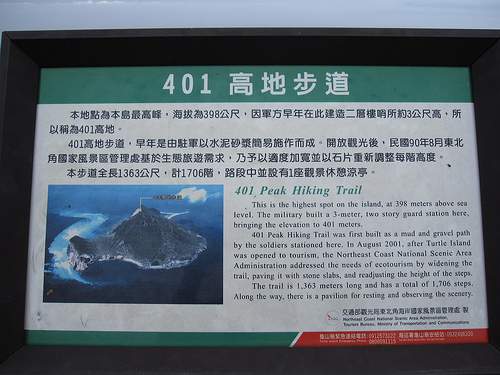 401 高地步道
本地點為本島最高峰，海拔為398公尺，因軍方早年在此建造二層樓哨所約3公尺高，所
以稱為401高地。
401高地步道，早年是由駐軍以水泥砂漿簡易施作而成。開放觀光後，民國90年8月東北
角國家風景區管理處基於生態旅遊需求，乃予以適度加寬並以石片重新調整每階高度。
本步道全長1363公尺，計1706階，路段中並設有1座觀景休憩涼亭。
401 Peak Hiking Trail
This is the highest spot on the island, at 398 meters above sea
level. The military built a 3-meter, two story guard station here,
bringing the elevation to 401 meters.
401 Peak Hiking Trail was first built as a mud and gravel path
by the soldiers stationed here. In August 2001, after Turtle Island
was opened to tourism, the Northeast Coast National Scenic Area
Administration addressed the needs of ecotourism by widening the
trail, paving it with stone slabs, and readjusting the height of the steps.
The trail is 1,363 meters long and has a total of 1,706 steps.
Along the way, there is a pavilion for resting and observing the scenery.
交通部觀光局東北角海岸國家風景區管理處 製
Northeast Coast National Scenic Area Administration,
Tourism Bureau, Ministry of Transportation and Communications
龜山島緊急連絡電話:0912573122
0800091115